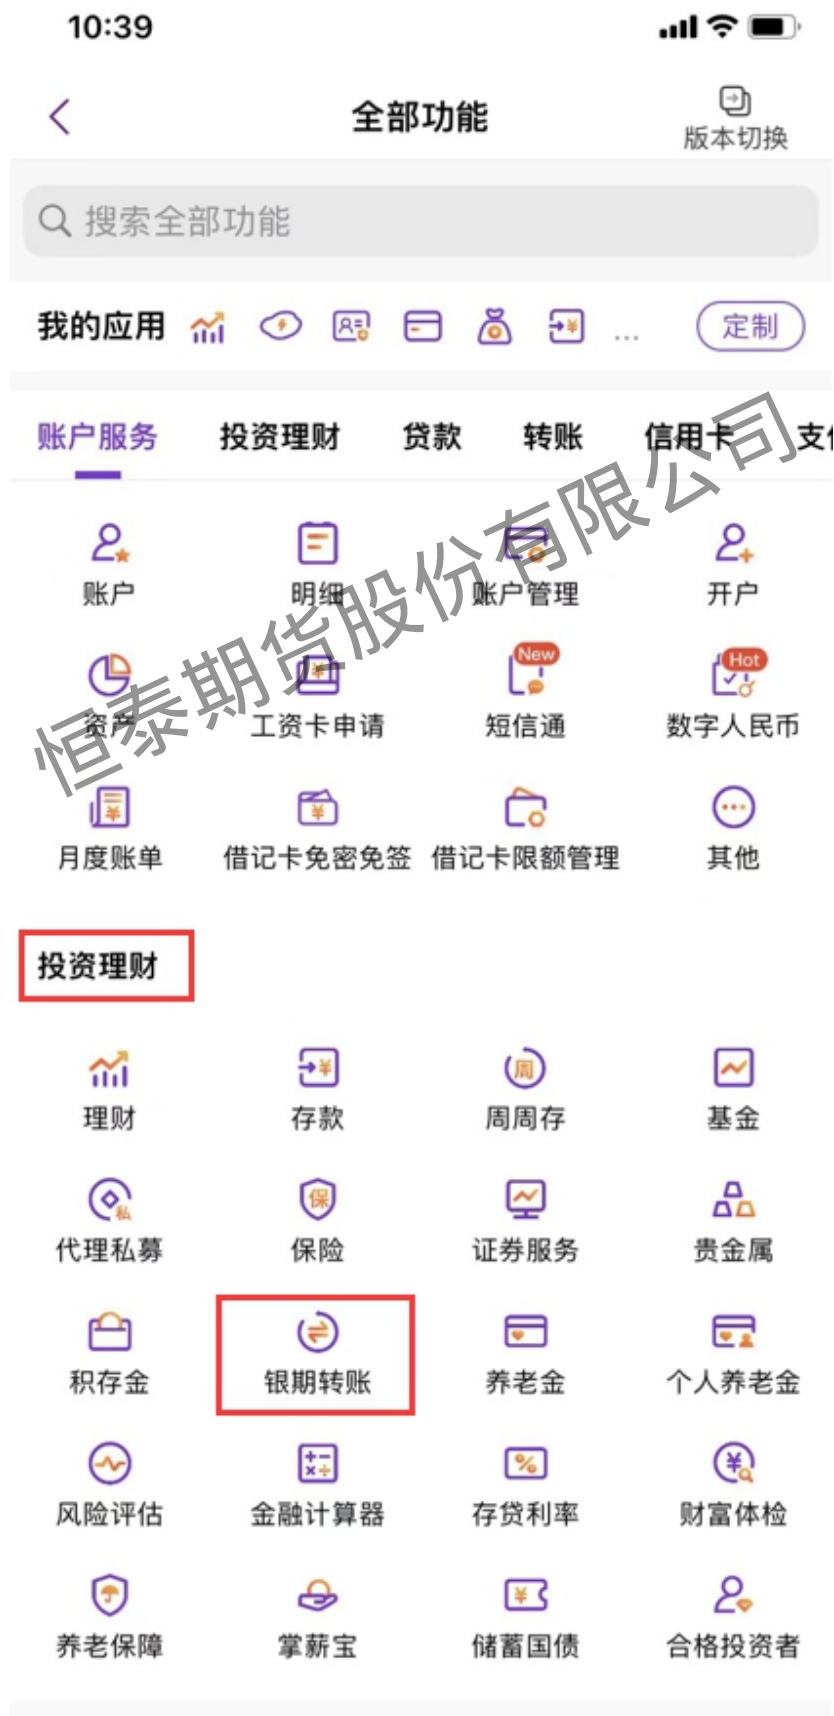 10:39
全部功能
版本切换
搜索全部功能
我的应用 ... 定制
账户服务 投资理财 贷款 转账 信用卡
账户 明细 账户管理 开户
New Hot
资产 工资卡申请 短信通 数字人民币
月度账单 借记卡免密免签 借记卡限额管理 其他
恒泰期货股份有限公司
投资理财
周
理财 存款 周周存 基金
私 保
代理私募 保险 证券服务 贵金属
积存金 银期转账 养老金 个人养老金
风险评估 金融计算器 存贷利率 财富体检
养老保障 掌薪宝 储蓄国债 合格投资者